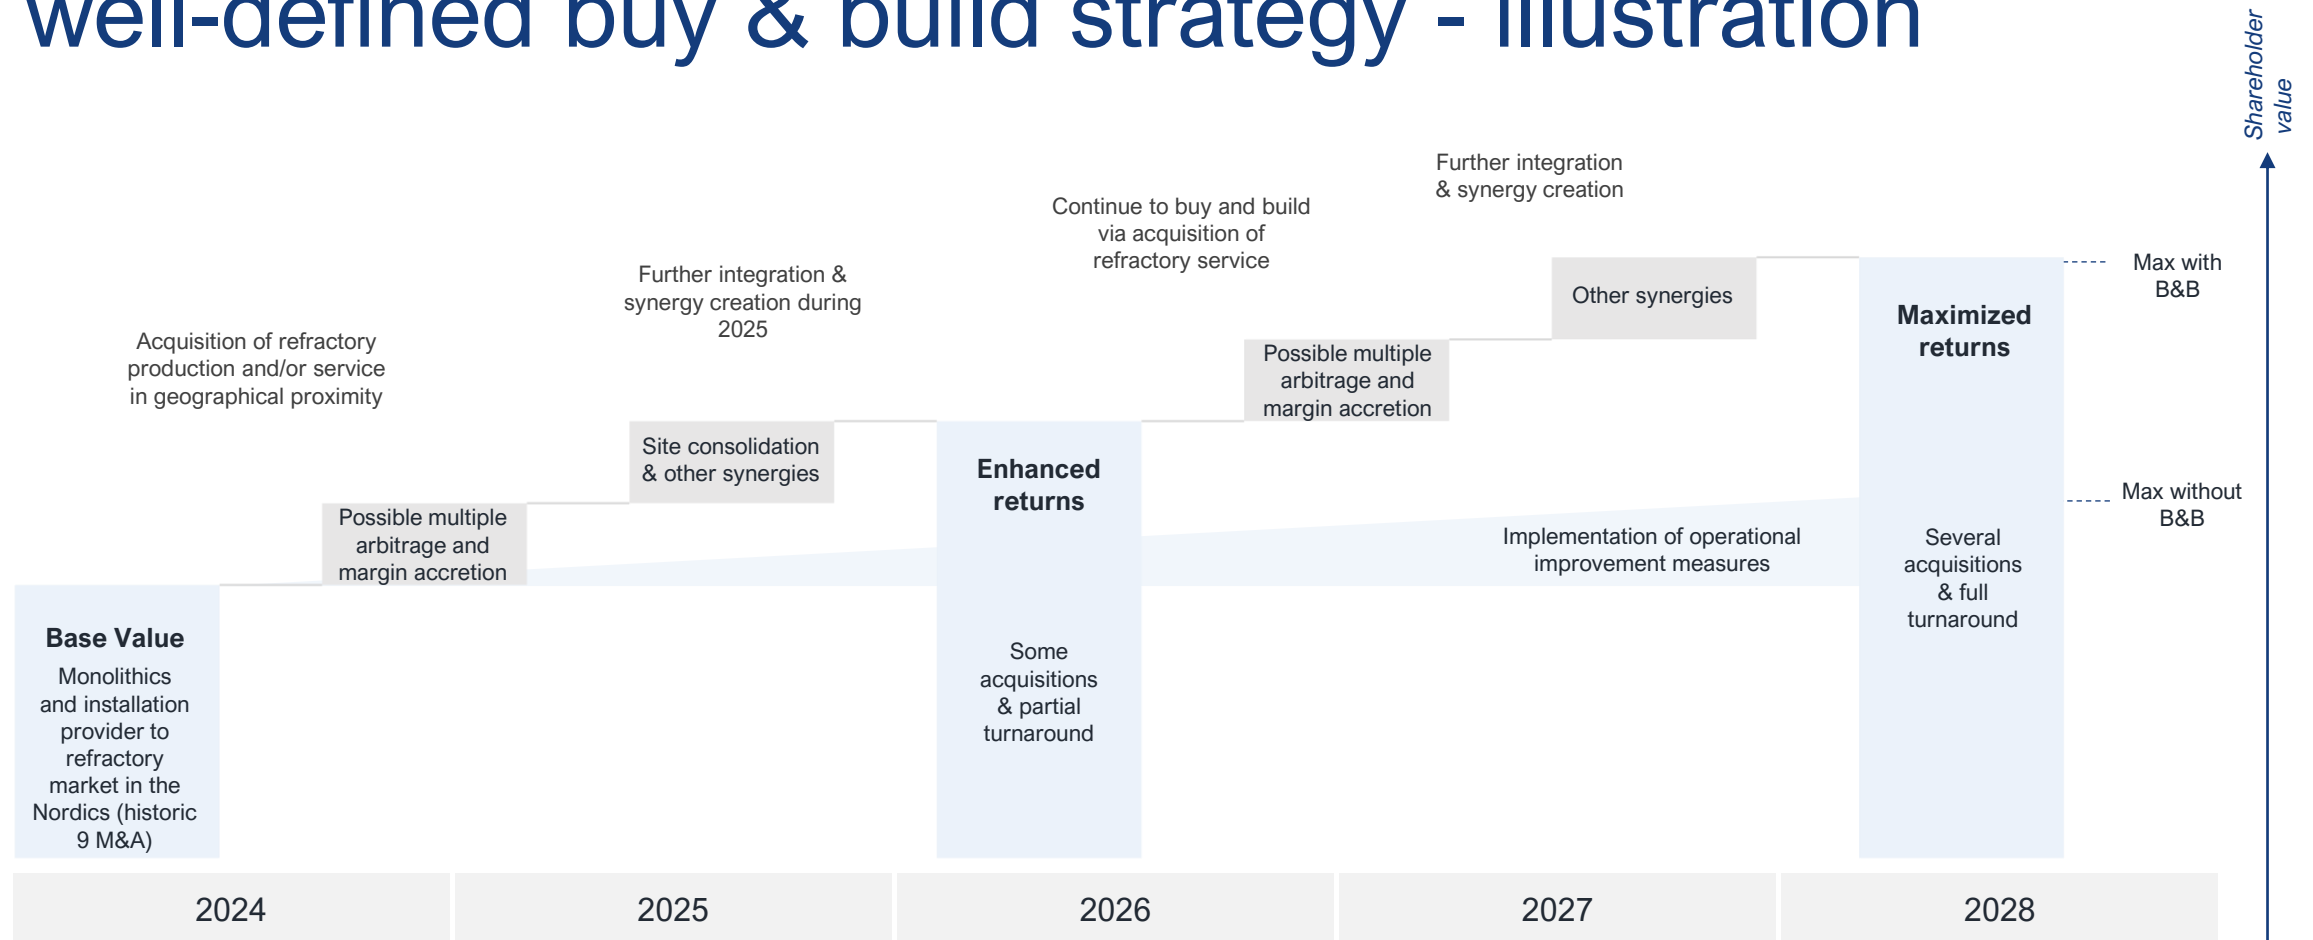 well-defined buy & build strategy - illustration
Shareholder
value
Further integration
& synergy creation
Continue to buy and build
via acquisition of
refractory service
Further integration &
synergy creation during
2025
Acquisition of refractory
production and/or service
in geographical proximity
Max with
B&B
Other synergies
Maximized
returns
Possible multiple
arbitrage and
margin accretion
Site consolidation
& other synergies
Enhanced
returns
Max without
B&B
Possible multiple
arbitrage and
margin accretion
Implementation of operational
improvement measures
Several
acquisitions
& full
turnaround
Base Value
Monolithics
and installation
provider to
refractory
market in the
Nordics (historic
9 M&A)
Some
acquisitions
& partial
turnaround
2024
2025
2026
2027
2028